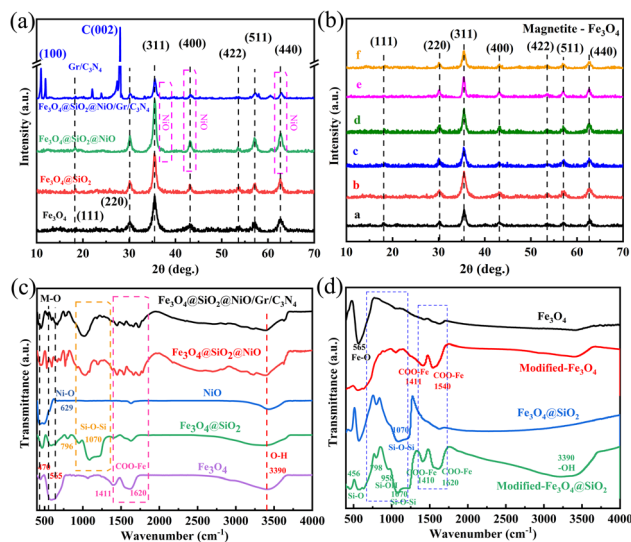 (a)
C(002)
(100)
Gr/C₃N₄
(311)
(400)
(422)
(511)
(440)
Fe₃O₄@SiO₂@NiO/Gr/C₃N₄
NiO
NiO
NiO
Fe₃O₄@SiO₂@NiO
Fe₃O₄@SiO₂
(220)
Fe₃O₄
(111)
Intensity (a.u.)
10 20 30 40 50 60 70
2θ (deg.)
(b)
Magnetite - Fe₃O₄
(111)
(220)
(311)
(400)
(422)
(511)
(440)
f
e
d
c
b
a
Intensity (a.u.)
10 20 30 40 50 60 70
2θ (deg.)
(c)
M-O
Fe₃O₄@SiO₂@NiO/Gr/C₃N₄
Fe₃O₄@SiO₂@NiO
Ni-O
629
NiO
Si-O-Si
1070
796
Fe₃O₄@SiO₂
O-H
3390
COO-Fe
565
1411
1620
Fe₃O₄
Transmittance (a.u.)
500 1000 1500 2000 2500 3000 3500 4000
Wavenumber (cm⁻¹)
(d)
565
Fe-O
Fe₃O₄
COO-Fe
1411
COO-Fe
1540
Modified-Fe₃O₄
1070
Si-O-Si
Fe₃O₄@SiO₂
456
Si-O
798
958
Si-OH
1070
Si-O-Si
COO-Fe
1410
COO-Fe
1620
3390
-OH
Modified-Fe₃O₄@SiO₂
Transmittance (a.u.)
500 1000 1500 2000 2500 3000 3500 4000
Wavenumber (cm⁻¹)